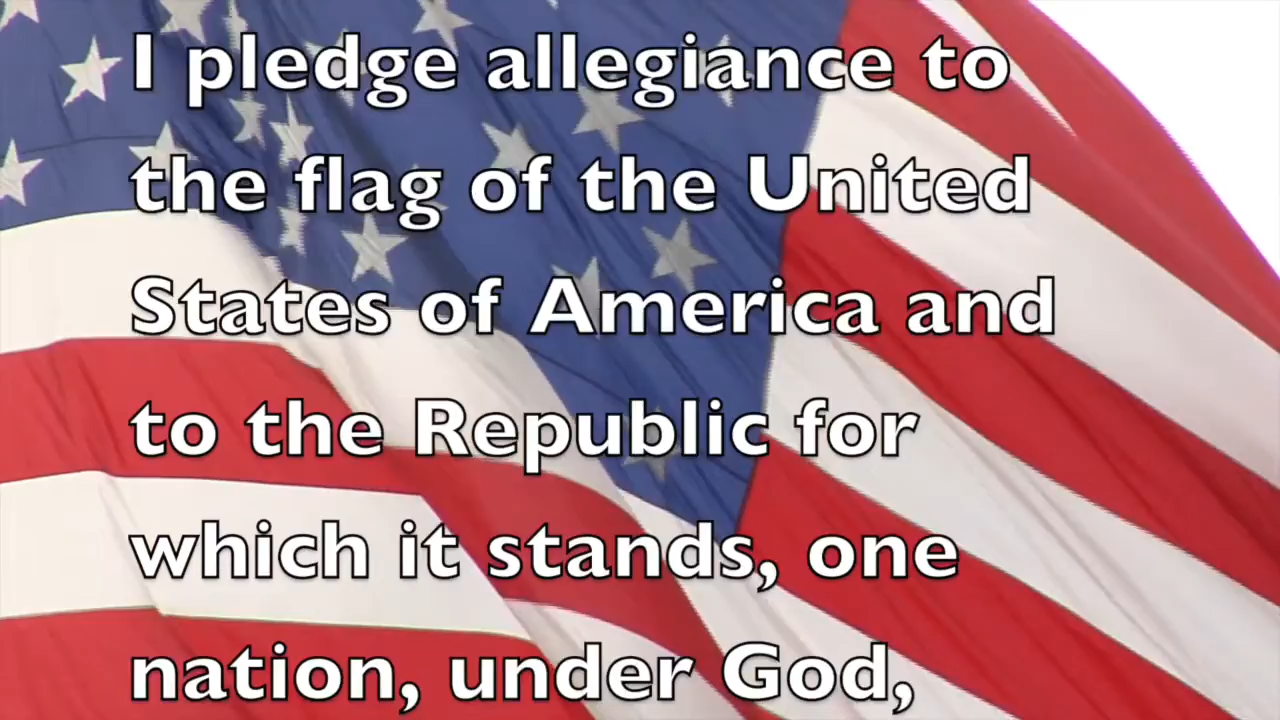 I pledge allegiance to
the flag of the United
States of America and
to the Republic for
which it stands, one
nation, under God,